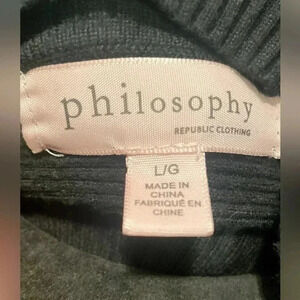 philosophy
REPUBLIC CLOTHING
L/G
MADE IN
CHINA
FABRIQUÉ EN
CHINE